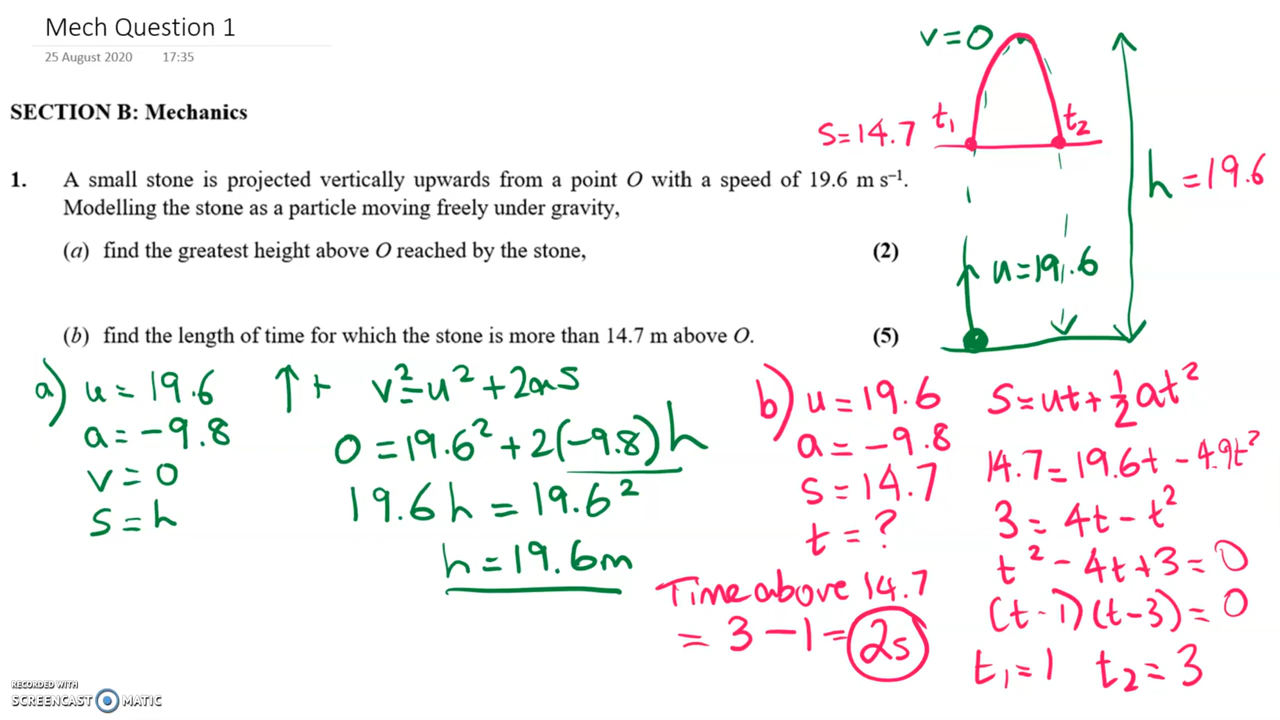 Mech Question 1
25 August 2020 17:35
SECTION B: Mechanics
1. A small stone is projected vertically upwards from a point O with a speed of 19.6 m s⁻¹.
Modelling the stone as a particle moving freely under gravity,
(a) find the greatest height above O reached by the stone, (2)
(b) find the length of time for which the stone is more than 14.7 m above O. (5)
v=0
s=14.7 t₁ t₂
h=19.6
u=19.6
a) u = 19.6
a = -9.8
v = 0
s = h
↑+ v²=u²+2as
0=19.6²+2(-9.8)h
19.6h = 19.6²
h=19.6m
b) u = 19.6
a = -9.8
s = 14.7
t = ?
Time above 14.7
= 3-1=2s
s=ut+½at²
14.7=19.6t-4.9t²
3=4t-t²
t²-4t+3=0
(t-1)(t-3)=0
t₁=1 t₂=3
RECORDED WITH
SCREENCAST MATIC